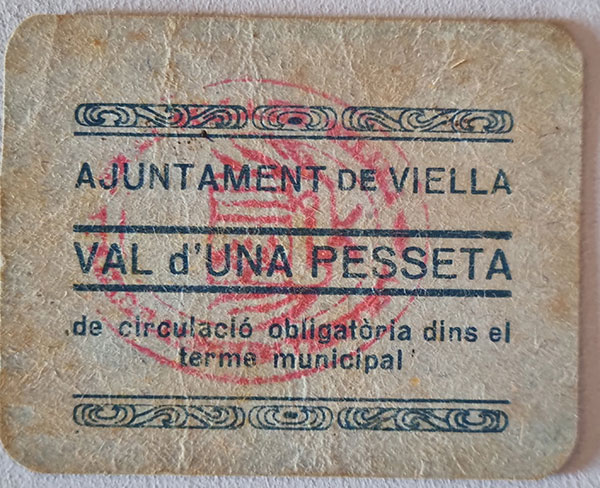 AJUNTAMENT DE VIELLA
VAL d'UNA PESSETA
de circulació obligatòria dins el
terme municipal